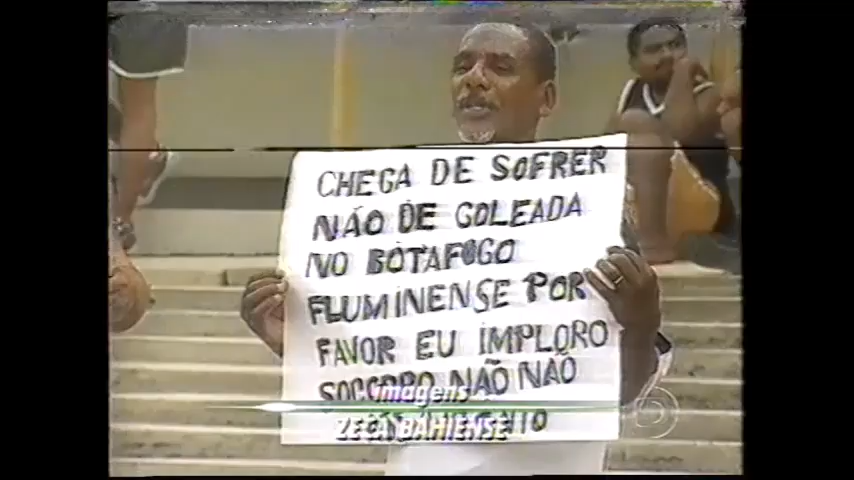 CHEGA DE SOFRER
NÃO DE GOLEADA
NO BOTAFOGO
FLUMINENSE POR
FAVOR EU IMPLORO
SOCORRO NÃO NÃO
imagens
ZECA BAHIENSE